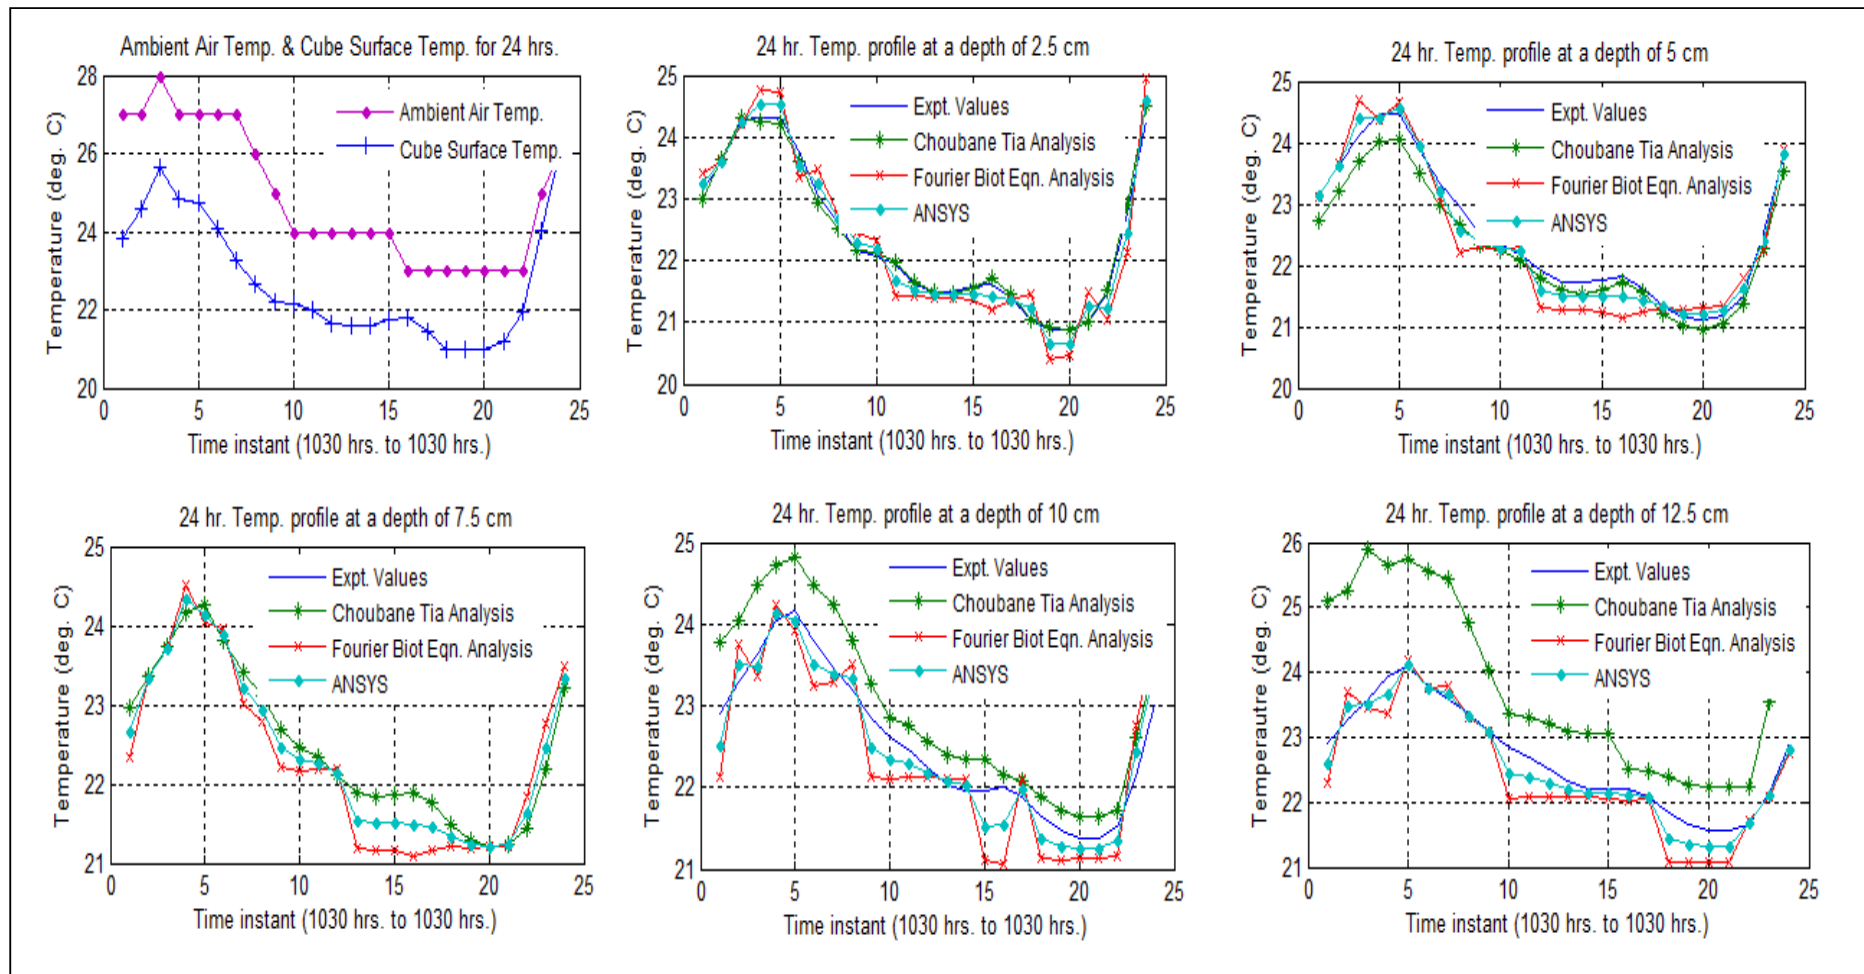 Ambient Air Temp. & Cube Surface Temp. for 24 hrs.
Temperature (deg. C)
28
26
24
22
20
Ambient Air Temp.
Cube Surface Temp.
0 5 10 15 20 25
Time instant (1030 hrs. to 1030 hrs.)
24 hr. Temp. profile at a depth of 2.5 cm
Temperature (deg. C)
25
24
23
22
21
20
Expt. Values
Choubane Tia Analysis
Fourier Biot Eqn. Analysis
ANSYS
0 5 10 15 20 25
Time instant (1030 hrs. to 1030 hrs.)
24 hr. Temp. profile at a depth of 5 cm
Temperature (deg. C)
25
24
23
22
21
20
Expt. Values
Choubane Tia Analysis
Fourier Biot Eqn. Analysis
ANSYS
0 5 10 15 20 25
Time instant (1030 hrs. to 1030 hrs.)
24 hr. Temp. profile at a depth of 7.5 cm
Temperature (deg. C)
25
24
23
22
21
Expt. Values
Choubane Tia Analysis
Fourier Biot Eqn. Analysis
ANSYS
0 5 10 15 20 25
Time instant (1030 hrs. to 1030 hrs.)
24 hr. Temp. profile at a depth of 10 cm
Temperature (deg. C)
25
24
23
22
21
Expt. Values
Choubane Tia Analysis
Fourier Biot Eqn. Analysis
ANSYS
0 5 10 15 20 25
Time instant (1030 hrs. to 1030 hrs.)
24 hr. Temp. profile at a depth of 12.5 cm
Temperautre (deg. C)
26
25
24
23
22
21
Expt. Values
Choubane Tia Analysis
Fourier Biot Eqn. Analysis
ANSYS
0 5 10 15 20 25
Time instant (1030 hrs. to 1030 hrs.)